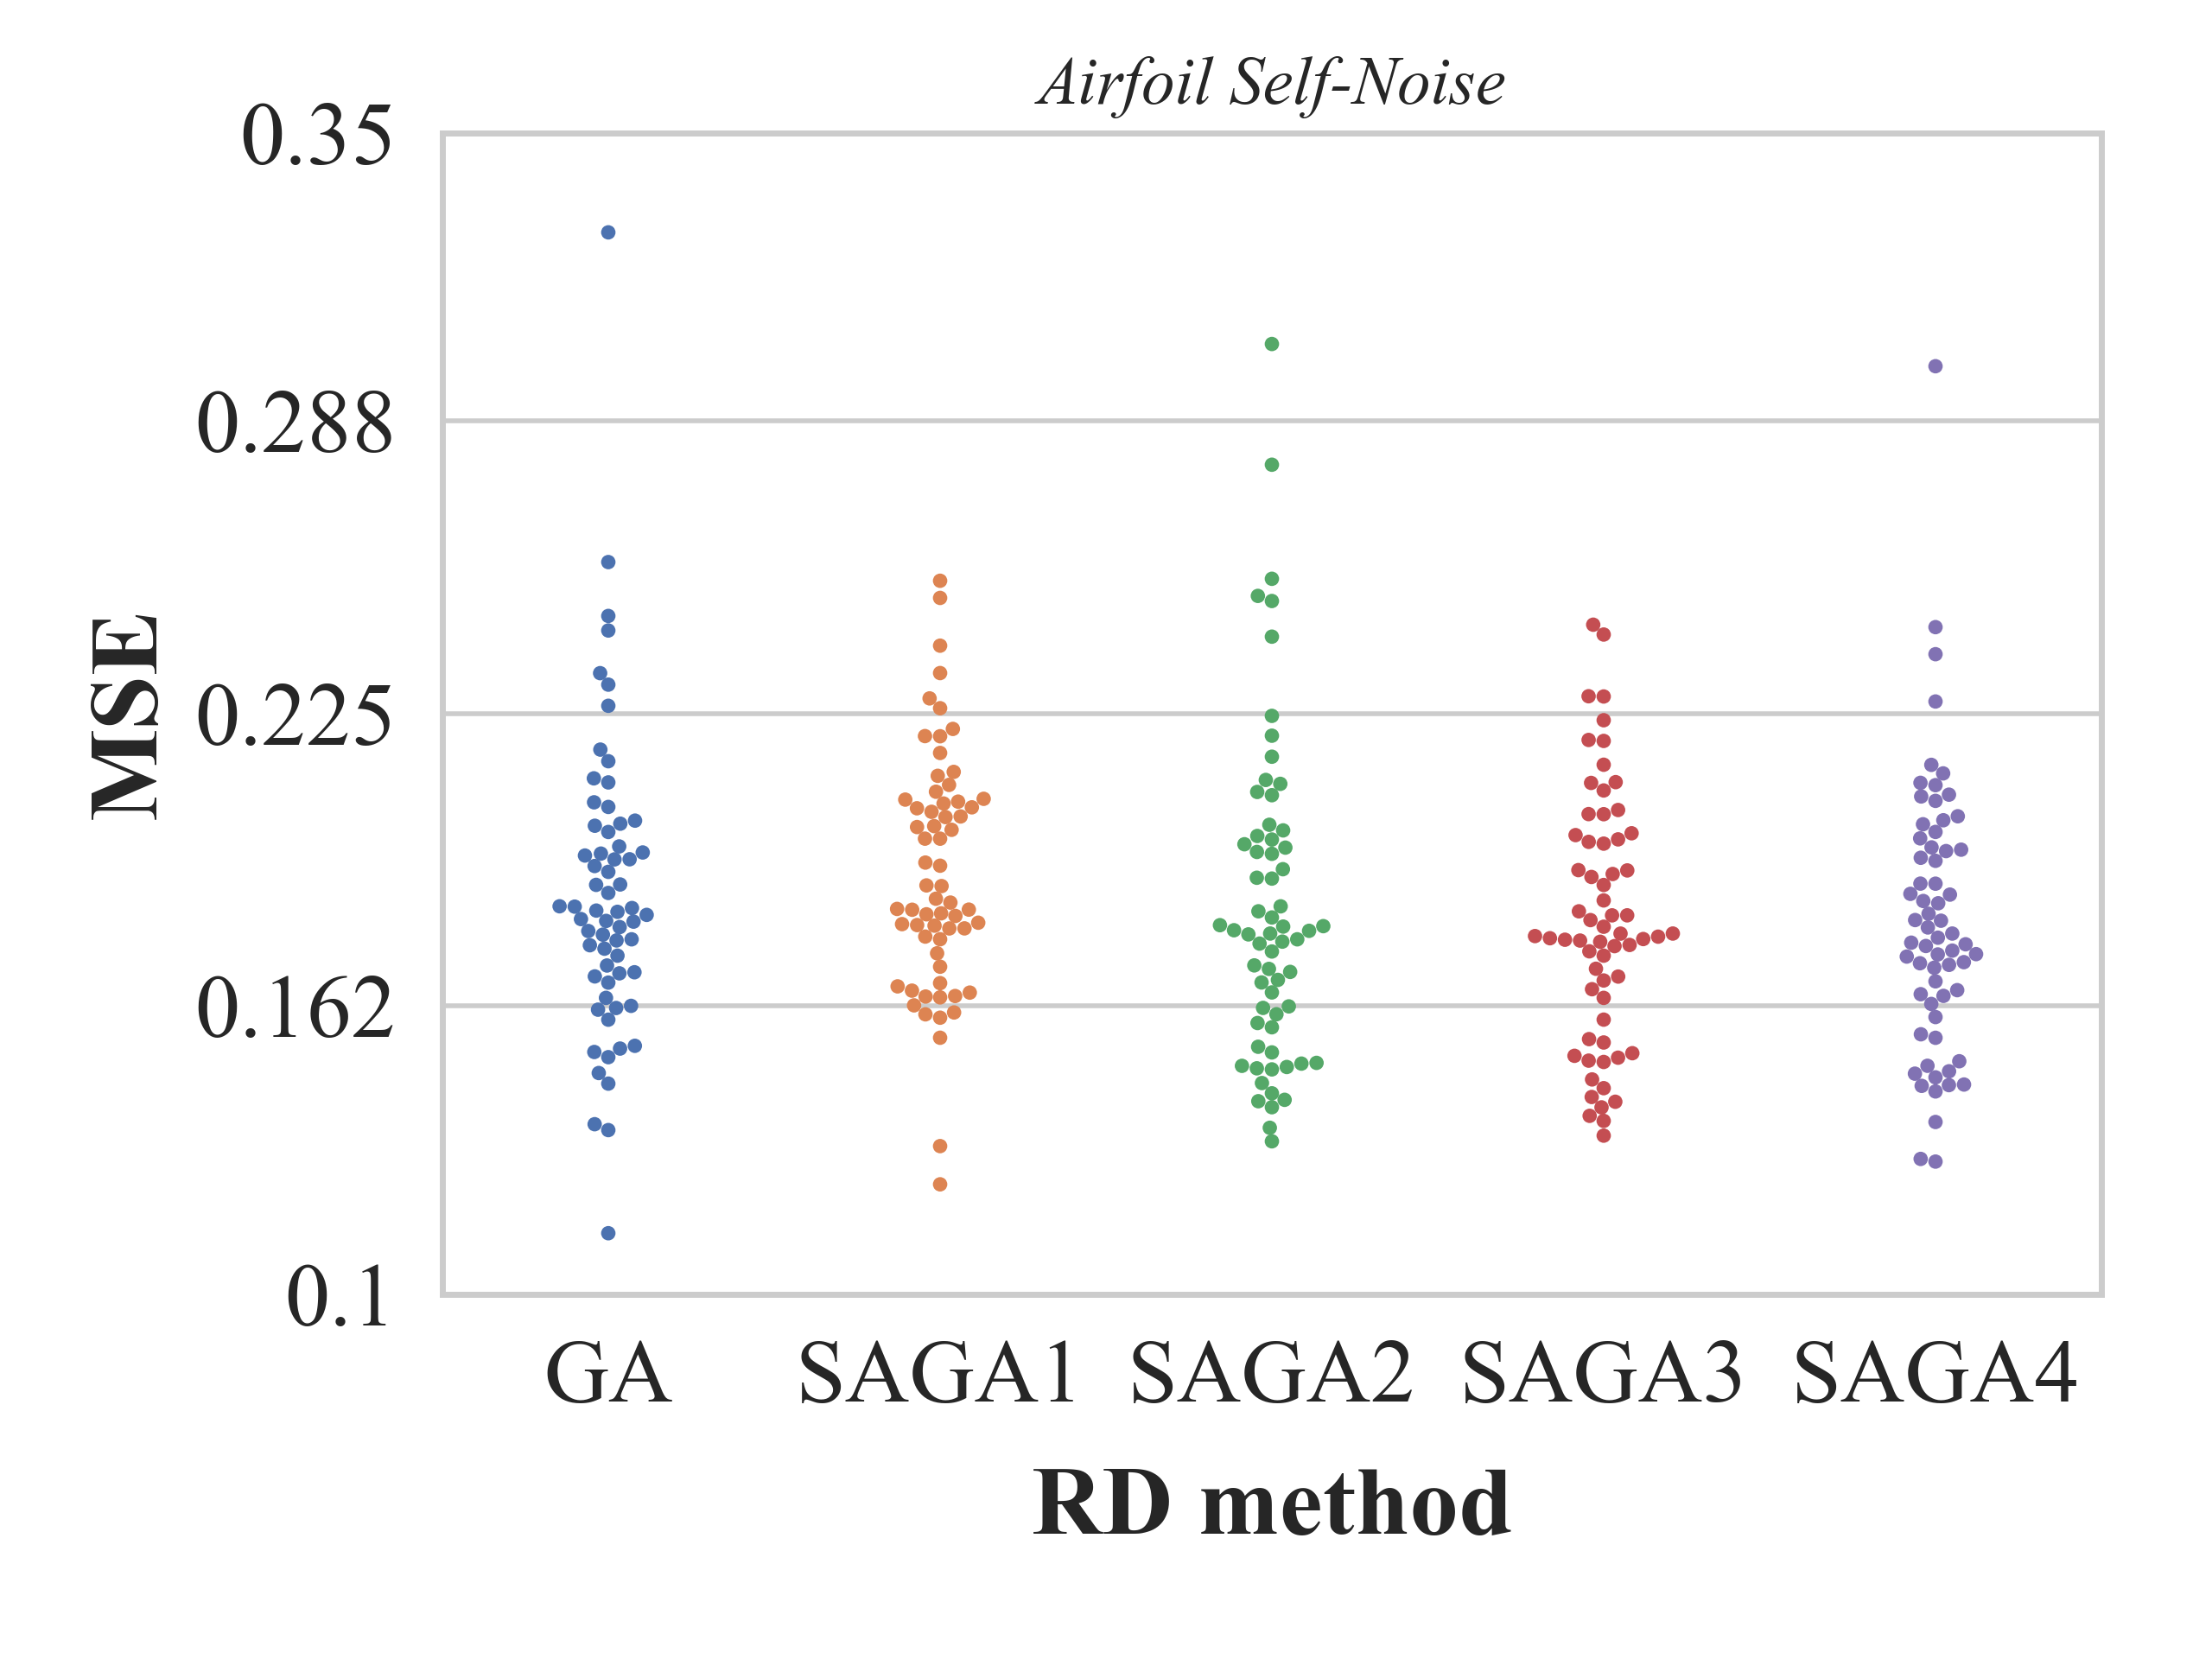 Airfoil Self-Noise
0.35
0.288
0.225
0.162
0.1
MSE
GA SAGA1 SAGA2 SAGA3 SAGA4
RD method